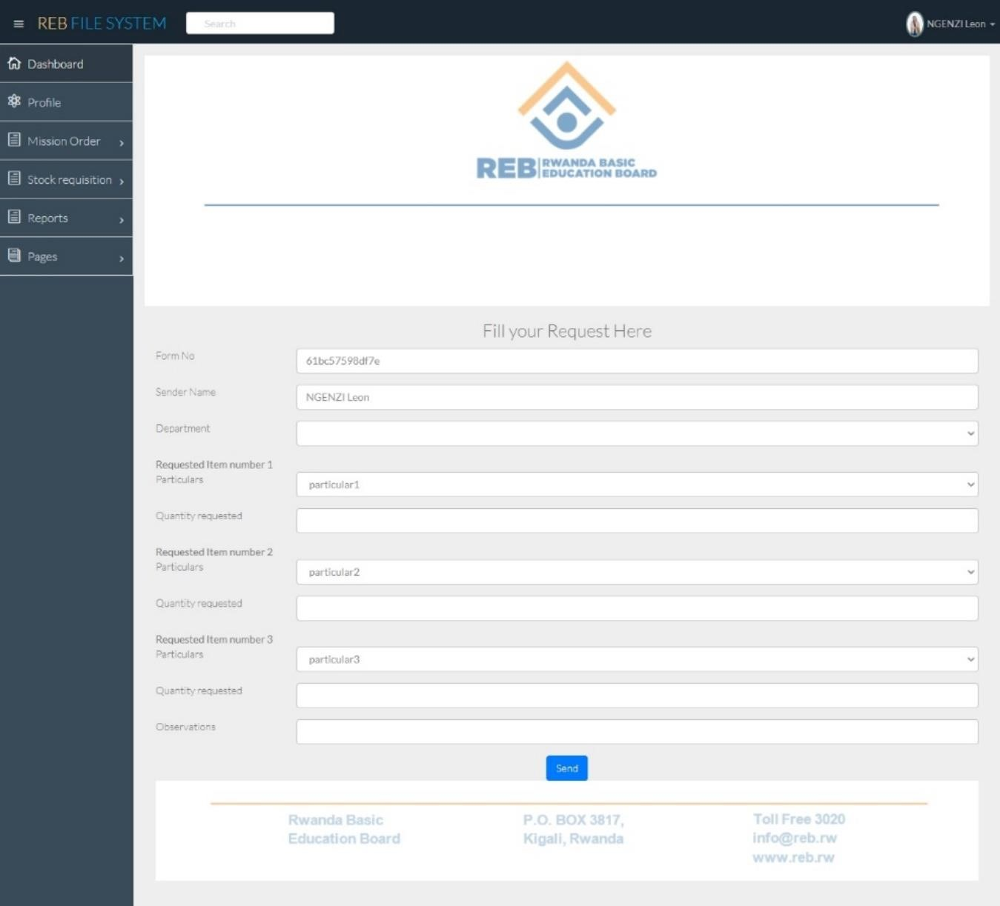 REB FILE SYSTEM
Search
NGENZI Leon
Dashboard
Profile
Mission Order
Stock requisition
Reports
Pages
REB RWANDA BASIC
EDUCATION BOARD
Fill your Request Here
Form No
61bc57598df7e
Sender Name
NGENZI Leon
Department
Requested Item number 1
Particulars
particular1
Quantity requested
Requested Item number 2
Particulars
particular2
Quantity requested
Requested Item number 3
Particulars
particular3
Quantity requested
Observations
Send
Rwanda Basic
Education Board
P.O. BOX 3817,
Kigali, Rwanda
Toll Free 3020
info@reb.rw
www.reb.rw